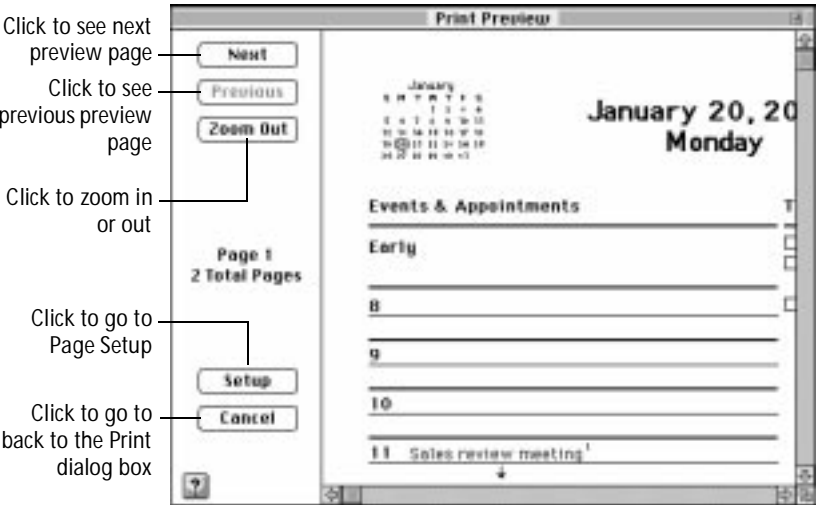 Click to see next
preview page
Click to see
previous preview
page
Click to zoom in
or out
Click to go to
Page Setup
Click to go to
back to the Print
dialog box
Print Preview
Next
Previous
Zoom Out
Page 1
2 Total Pages
Setup
Cancel
?
January
S M T W T F S
January 20, 20
Monday
Events & Appointments
T
Early
8
9
10
11 Sales review meeting¹